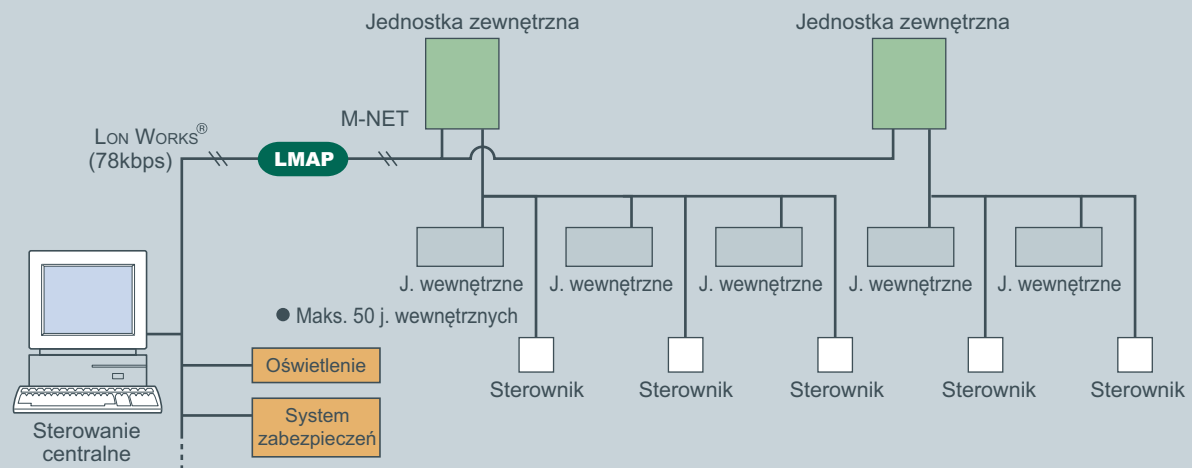 Jednostka zewnętrzna
Jednostka zewnętrzna
M-NET
LON WORKS®
(78kbps)
LMAP
J. wewnętrzne
J. wewnętrzne
J. wewnętrzne
J. wewnętrzne
J. wewnętrzne
● Maks. 50 j. wewnętrznych
Oświetlenie
Sterownik
Sterownik
Sterownik
Sterownik
Sterownik
System
zabezpieczeń
Sterowanie
centralne